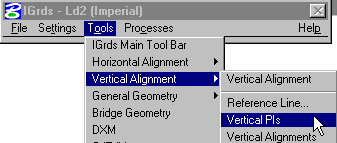 IGrds - Ld2 (Imperial)
File Settings Tools Processes Help
IGrds Main Tool Bar
Horizontal Alignment
Vertical Alignment
Vertical Alignment
General Geometry
Reference Line...
Bridge Geometry
Vertical PIs
DXM
Vertical Alignments